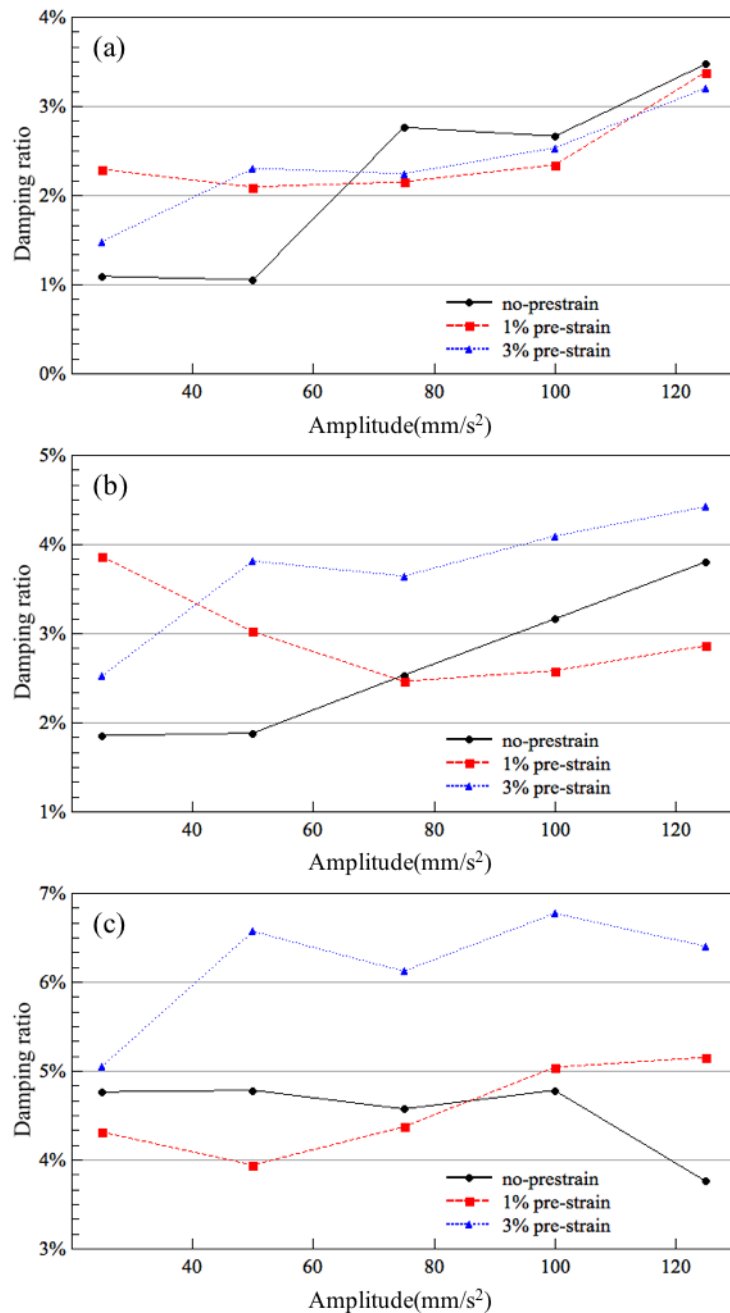 4%
(a)
3%
Damping ratio
2%
1%
no-prestrain
1% pre-strain
3% pre-strain
0%
40 60 80 100 120
Amplitude(mm/s²)
5%
(b)
4%
Damping ratio
3%
2%
no-prestrain
1% pre-strain
3% pre-strain
1%
40 60 80 100 120
Amplitude(mm/s²)
7%
(c)
6%
Damping ratio
5%
4%
no-prestrain
1% pre-strain
3% pre-strain
3%
40 60 80 100 120
Amplitude(mm/s²)